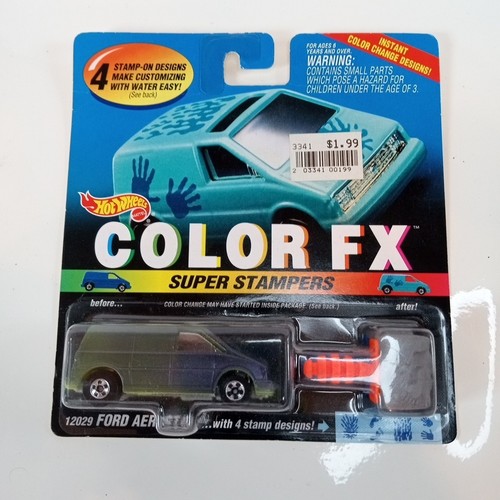 4
STAMP-ON DESIGNS
MAKE CUSTOMIZING
WITH WATER EASY!
(See back)
FOR AGES 5
YEARS AND OVER.
WARNING:
CONTAINS SMALL PARTS
WHICH POSE A HAZARD FOR
CHILDREN UNDER THE AGE OF 3.
INSTANT
COLOR CHANGE DESIGNS!
3341 $1.99
2 03341 00199
Hot Wheels
MATTEL
COLOR FX™
SUPER STAMPERS
before...
COLOR CHANGE MAY HAVE STARTED INSIDE PACKAGE. (See back.)
after!
12029 FORD
...with 4 stamp designs!